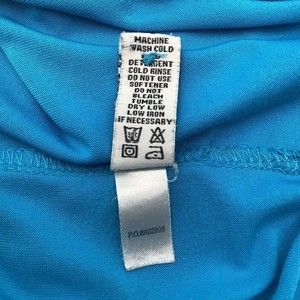 MACHINE
WASH COLD
DETERGENT
COLD RINSE
DO NOT USE
SOFTENER
DO NOT
BLEACH
TUMBLE
DRY LOW
LOW IRON
IF NECESSARY